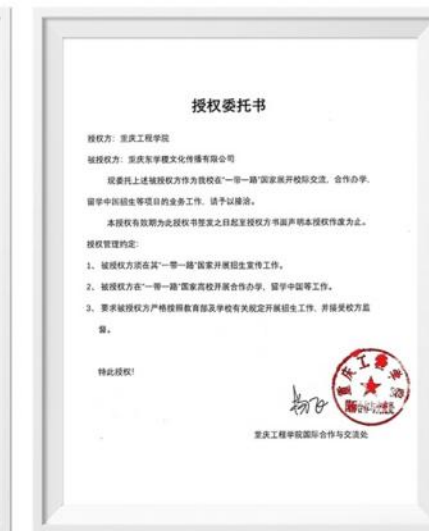 授权委托书
授权方：重庆工程学院
被授权方：重庆东学稷文化传播有限公司
现委托上述被授权方作为我校在“一带一路”国家展开校际交流、合作办学、
留学中国招生等项目的业务工作，请予以接洽。
本授权有效期为此授权书签发之日起至授权方书面声明本授权作废为止。
授权管理约定：
1、被授权方须在其“一带一路”国家开展招生宣传工作。
2、被授权方在“一带一路”国家高校开展合作办学、留学中国等工作。
3、要求被授权方严格按照教育部及学校有关规定开展招生工作，并接受校方监
督。
特此授权！
重庆工程学院
重庆工程学院国际合作与交流处